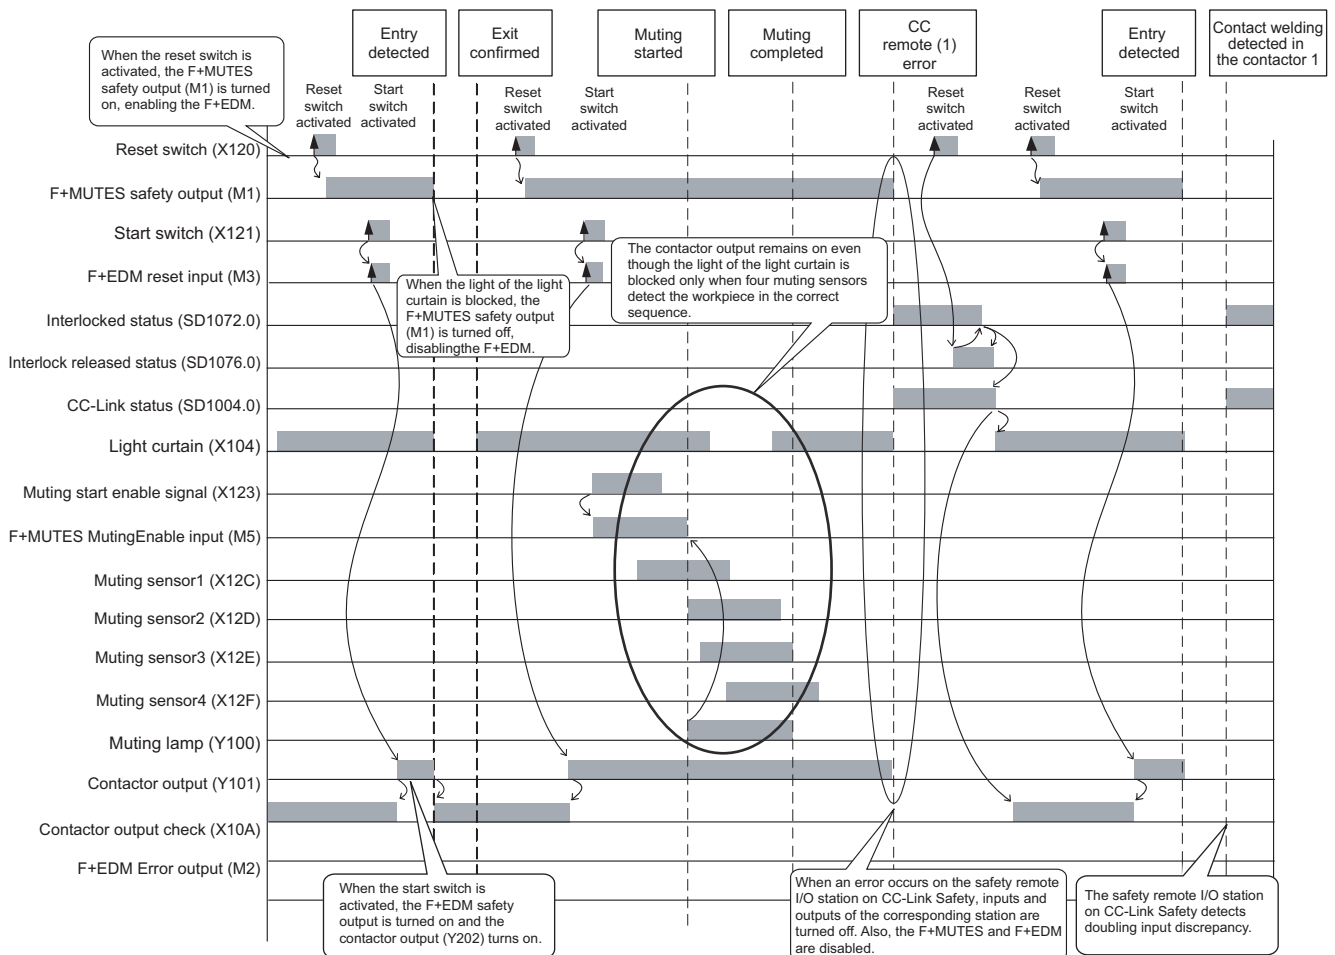 Entry
detected
Exit
confirmed
Muting
started
Muting
completed
CC
remote (1)
error
Entry
detected
Contact welding
detected in
the contactor 1
When the reset switch is
activated, the F+MUTES
safety output (M1) is turned
on, enabling the F+EDM.
Reset
switch
activated
Start
switch
activated
Reset
switch
activated
Start
switch
activated
Reset
switch
activated
Reset
switch
activated
Start
switch
activated
Reset switch (X120)
F+MUTES safety output (M1)
Start switch (X121)
F+EDM reset input (M3)
Interlocked status (SD1072.0)
Interlock released status (SD1076.0)
CC-Link status (SD1004.0)
Light curtain (X104)
Muting start enable signal (X123)
F+MUTES MutingEnable input (M5)
Muting sensor1 (X12C)
Muting sensor2 (X12D)
Muting sensor3 (X12E)
Muting sensor4 (X12F)
Muting lamp (Y100)
Contactor output (Y101)
Contactor output check (X10A)
F+EDM Error output (M2)
When the light of the light
curtain is blocked, the
F+MUTES safety output
(M1) is turned off,
disablingthe F+EDM.
The contactor output remains on even
though the light of the light curtain is
blocked only when four muting sensors
detect the workpiece in the correct
sequence.
When the start switch is
activated, the F+EDM safety
output is turned on and the
contactor output (Y202) turns on.
When an error occurs on the safety remote
I/O station on CC-Link Safety, inputs and
outputs of the corresponding station are
turned off. Also, the F+MUTES and F+EDM
are disabled.
The safety remote I/O station
on CC-Link Safety detects
doubling input discrepancy.